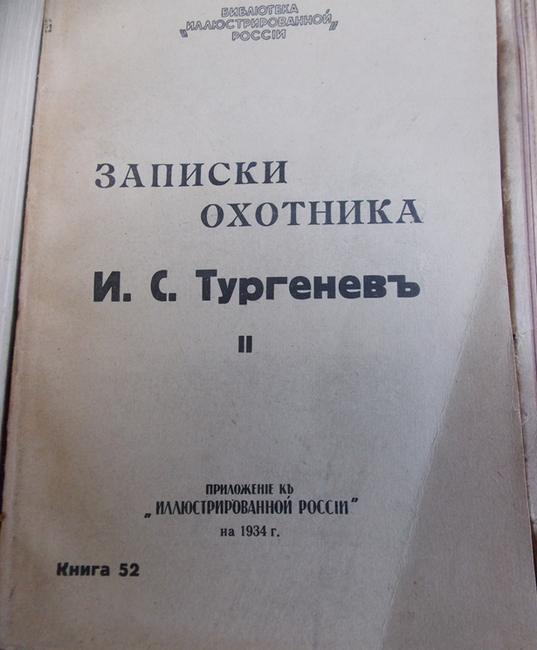 БИБЛІОТЕКА
„ИЛЛЮСТРИРОВАННОЙ
РОССІИ"
ЗАПИСКИ
ОХОТНИКА
И. С. Тургеневъ
II
ПРИЛОЖЕНІЕ КЪ
„ИЛЛЮСТРИРОВАННОЙ РОССІИ"
на 1934 г.
Книга 52